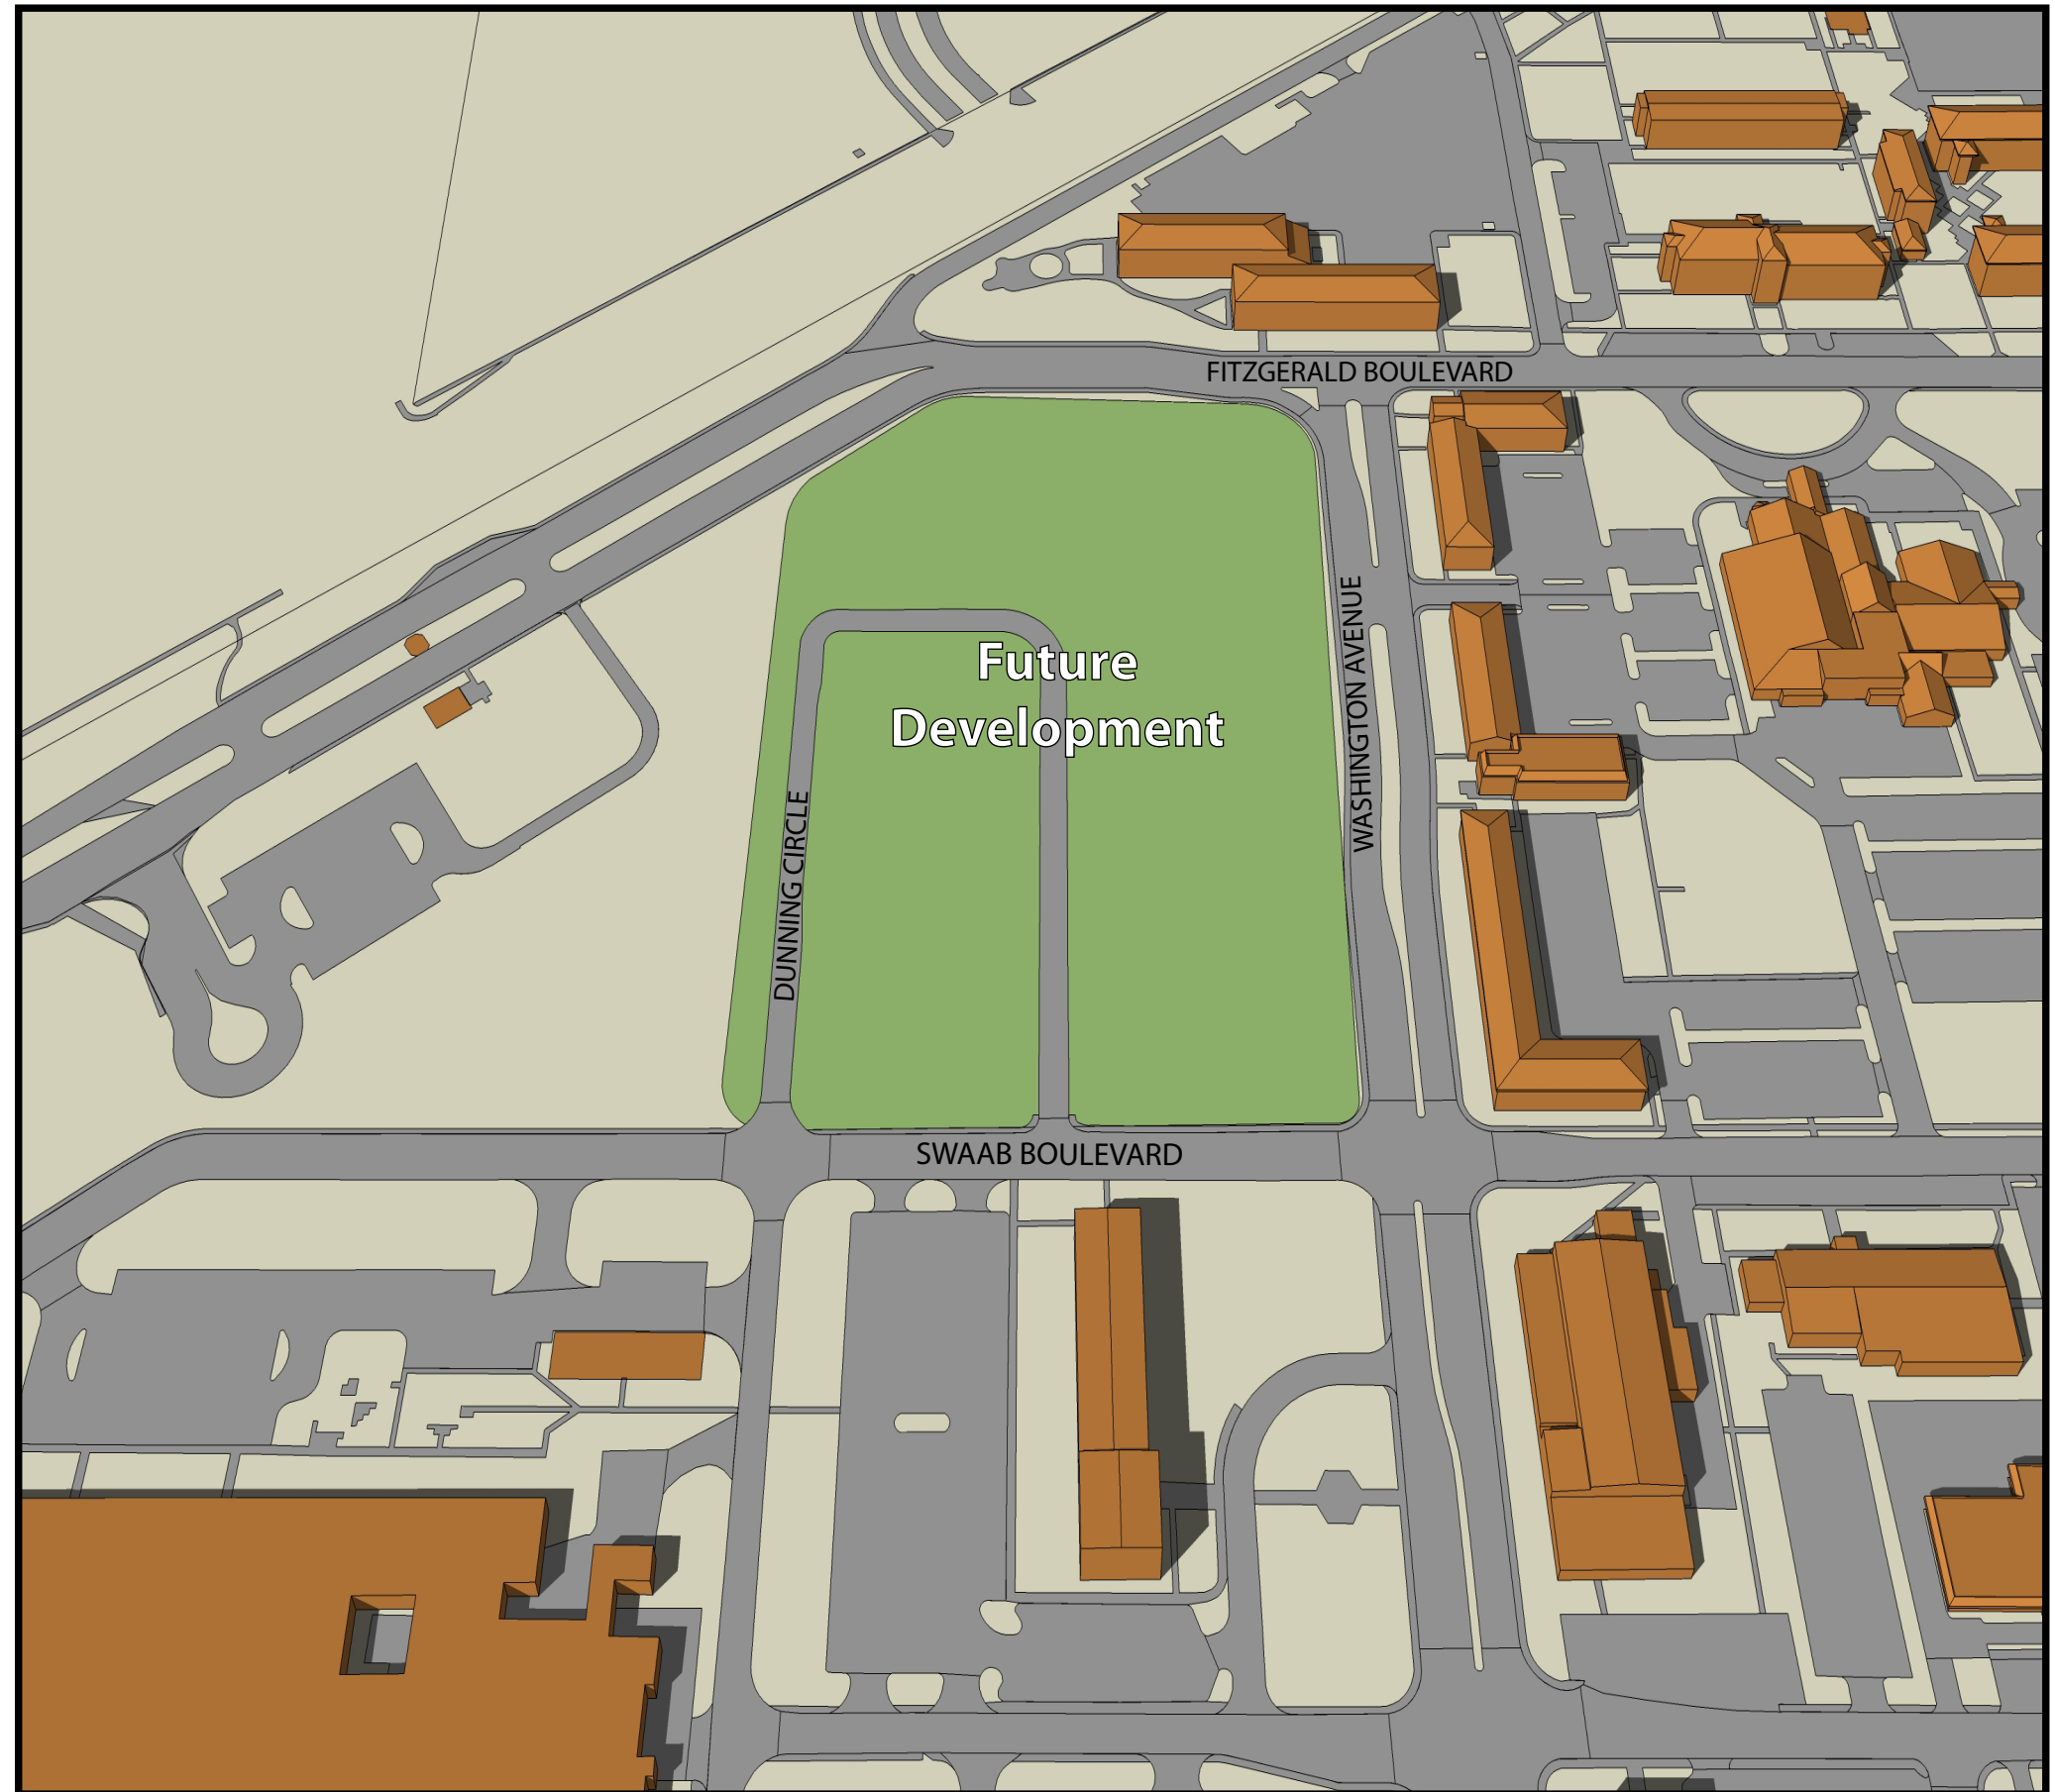 FITZGERALD BOULEVARD
Future
Development
WASHINGTON AVENUE
DUNNING CIRCLE
SWAAB BOULEVARD